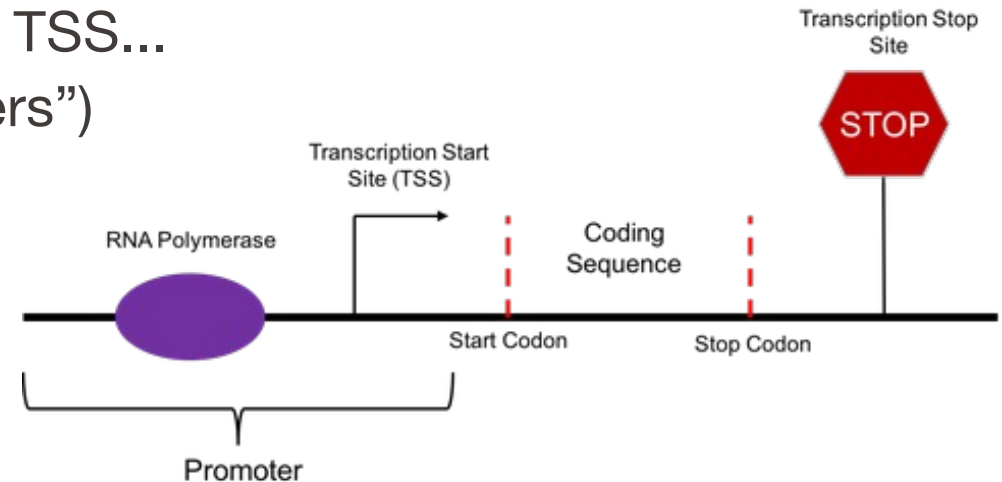 TSS...
ers”)
Transcription Stop
Site
STOP
Transcription Start
Site (TSS)
RNA Polymerase
Coding
Sequence
Start Codon
Stop Codon
Promoter